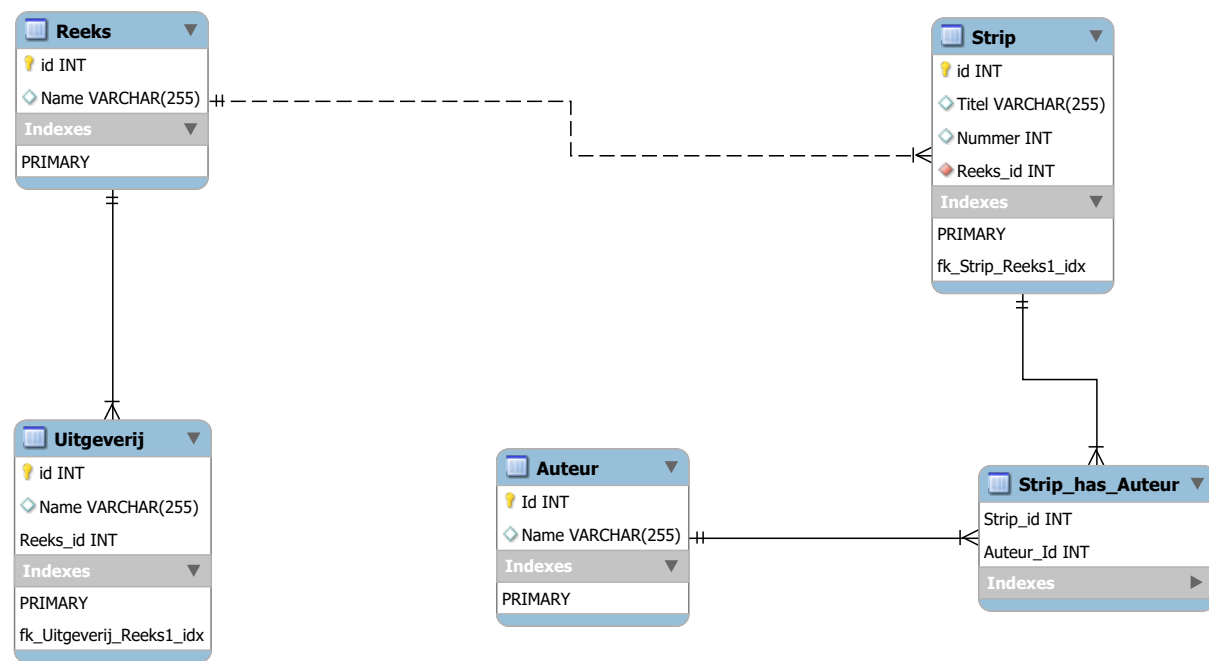 Reeks
id INT
Name VARCHAR(255)
Indexes
PRIMARY
Strip
id INT
Titel VARCHAR(255)
Nummer INT
Reeks_id INT
Indexes
PRIMARY
fk_Strip_Reeks1_idx
Uitgeverij
id INT
Name VARCHAR(255)
Reeks_id INT
Indexes
PRIMARY
fk_Uitgeverij_Reeks1_idx
Auteur
Id INT
Name VARCHAR(255)
Indexes
PRIMARY
Strip_has_Auteur
Strip_id INT
Auteur_Id INT
Indexes